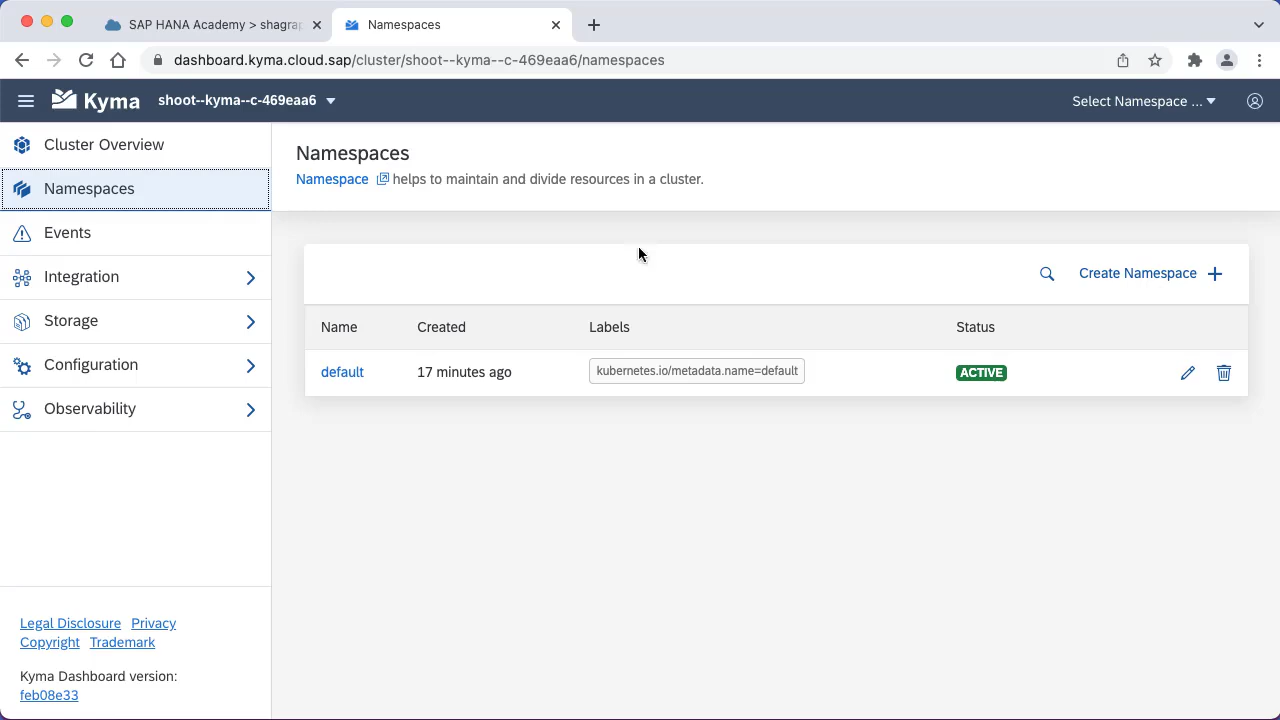 SAP HANA Academy > shagrap
Namespaces
dashboard.kyma.cloud.sap/cluster/shoot--kyma--c-469eaa6/namespaces
Kyma
shoot--kyma--c-469eaa6
Select Namespace ...
Cluster Overview
Namespaces
Events
Integration
Storage
Configuration
Observability
Legal Disclosure Privacy
Copyright Trademark
Kyma Dashboard version:
feb08e33
Namespaces
Namespace helps to maintain and divide resources in a cluster.
Create Namespace
Name Created Labels Status
default 17 minutes ago kubernetes.io/metadata.name=default ACTIVE